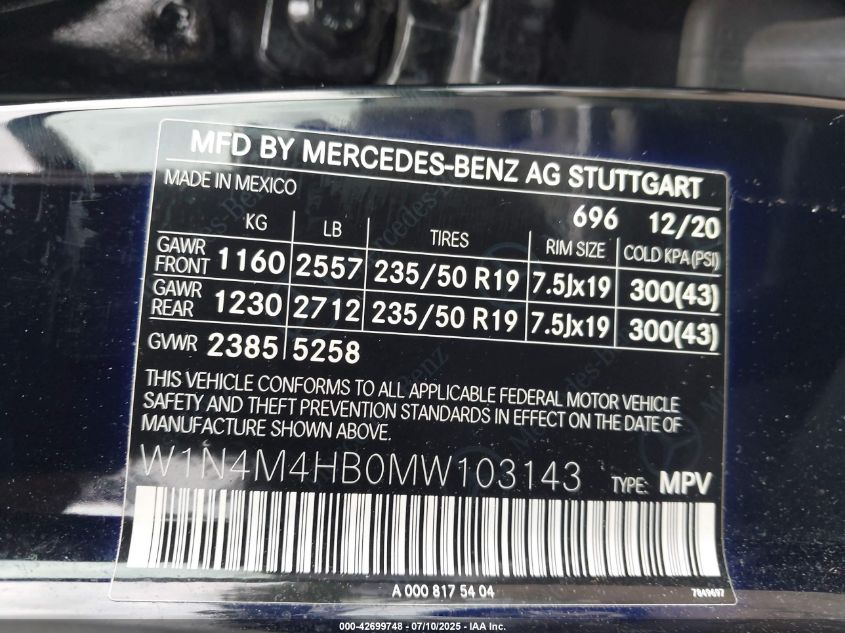 MFD BY MERCEDES-BENZ AG STUTTGART
MADE IN MEXICO
696 12/20
KG LB TIRES RIM SIZE COLD KPA (PSI)
GAWR FRONT 1160 2557 235/50 R19 7.5Jx19 300(43)
GAWR REAR 1230 2712 235/50 R19 7.5Jx19 300(43)
GVWR 2385 5258
THIS VEHICLE CONFORMS TO ALL APPLICABLE FEDERAL MOTOR VEHICLE
SAFETY AND THEFT PREVENTION STANDARDS IN EFFECT ON THE DATE OF
MANUFACTURE SHOWN ABOVE.
W1N4M4HB0MW103143 TYPE: MPV
A 000 817 54 04
7849697
000-42699748 - 07/10/2025 - IAA Inc.